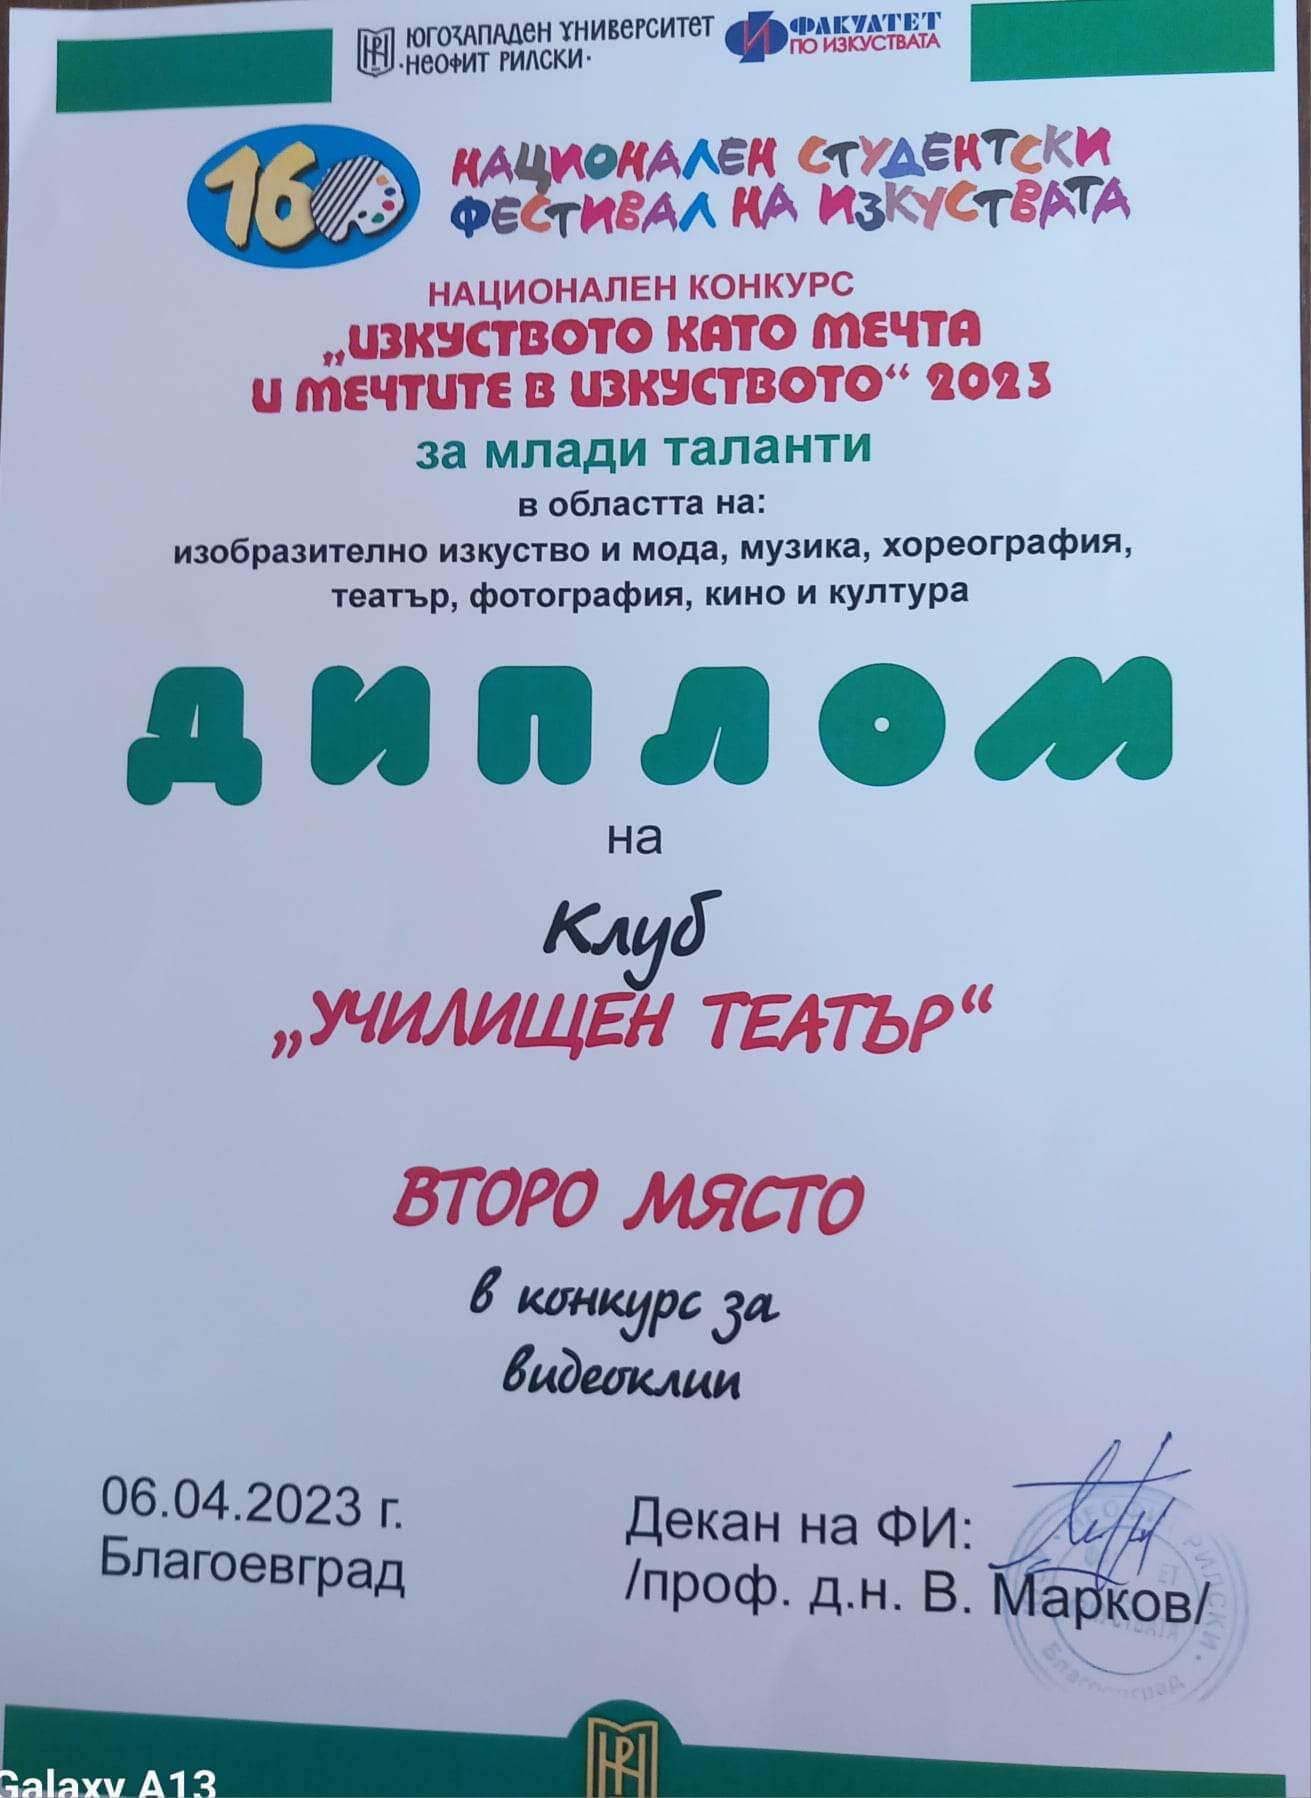 ЮГОЗАПАДЕН УНИВЕРСИТЕТ
·НЕОФИТ РИЛСКИ·
ФАКУЛТЕТ
ПО ИЗКУСТВАТА
16
НАЦИОНАЛЕН СТУДЕНТСКИ
ФЕСТИВАЛ НА ИЗКУСТВАТА
НАЦИОНАЛЕН КОНКУРС
„ИЗКУСТВОТО КАТО МЕЧТА
И МЕЧТИТЕ В ИЗКУСТВОТО“ 2023
за млади таланти
в областта на:
изобразително изкуство и мода, музика, хореография,
театър, фотография, кино и култура
ДИПЛОМ
на
Клуб
„УЧИЛИЩЕН ТЕАТЪР“
ВТОРО МЯСТО
в конкурс за
видеоклип
06.04.2023 г.
Благоевград
Декан на ФИ:
/проф. д.н. В. Марков/
РИЛСКИ·
Благоевград
Galaxy A13